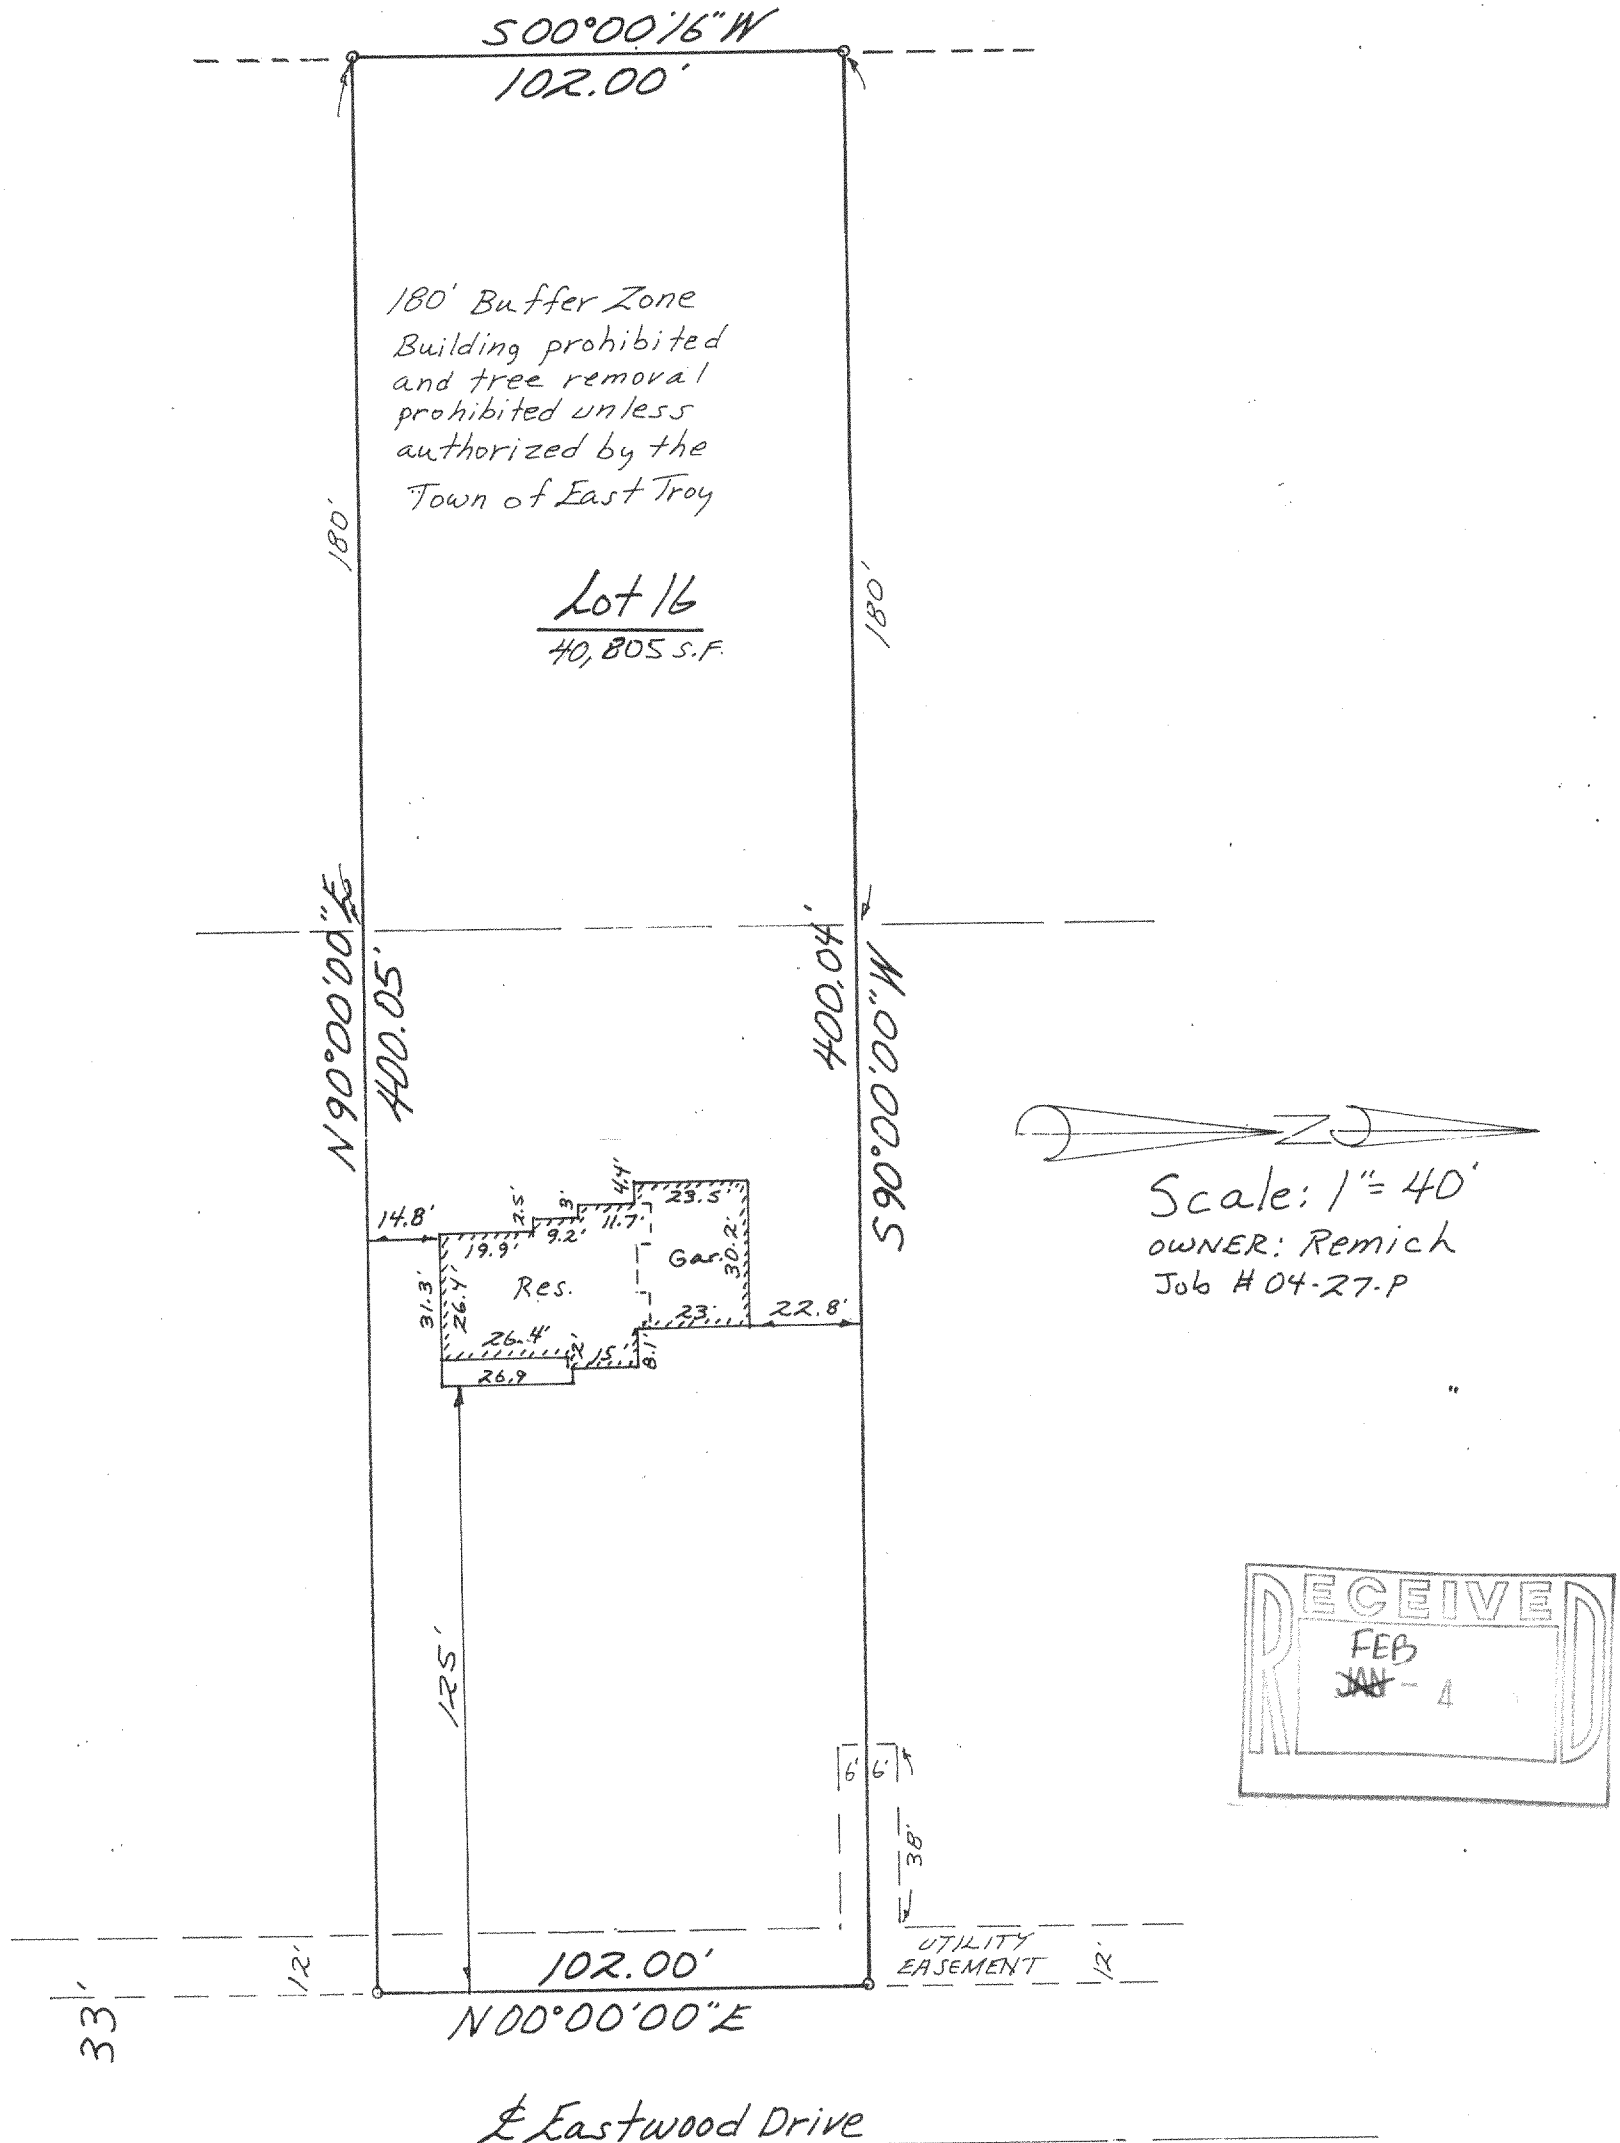 S00°00'16"W
102.00'
180' Buffer Zone
Building prohibited
and tree removal
prohibited unless
authorized by the
Town of East Troy
180'
180'
Lot 16
40,805 S.F.
N90°00'00"E
400.05'
400.04'
S90°00'00"W
N
Scale: 1"= 40'
OWNER: Remich
Job # 04-27-P
14.8'
19.9'
2.5'
9.2'
3'
11.7'
4.4'
23.5'
Gar.
30.2'
31.3'
26.4'
Res.
26.4'
2'
15'
8.1'
23'
22.8'
26.9
125'
RECEIVED
FEB
JAN - 4
6' 6'
38'
UTILITY
EASEMENT
12'
12'
33'
102.00'
N00°00'00"E
℄ Eastwood Drive